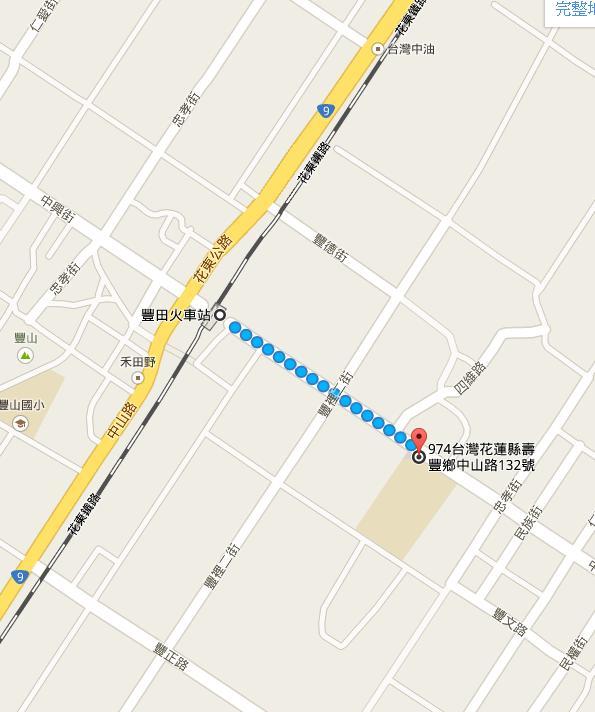 完整地
仁愛街
花東鐵路
台灣中油
9
忠孝街
花東鐵路
中興街
豐德街
花東公路
忠孝街
豐田火車站
豐山
禾田野
四維路
豐裡一街
豐山國小
中山路
974台灣花蓮縣壽
豐鄉中山路132號
花東鐵路
忠孝街
民族街
豐裡二街
9
豐文路
豐正路
民權街